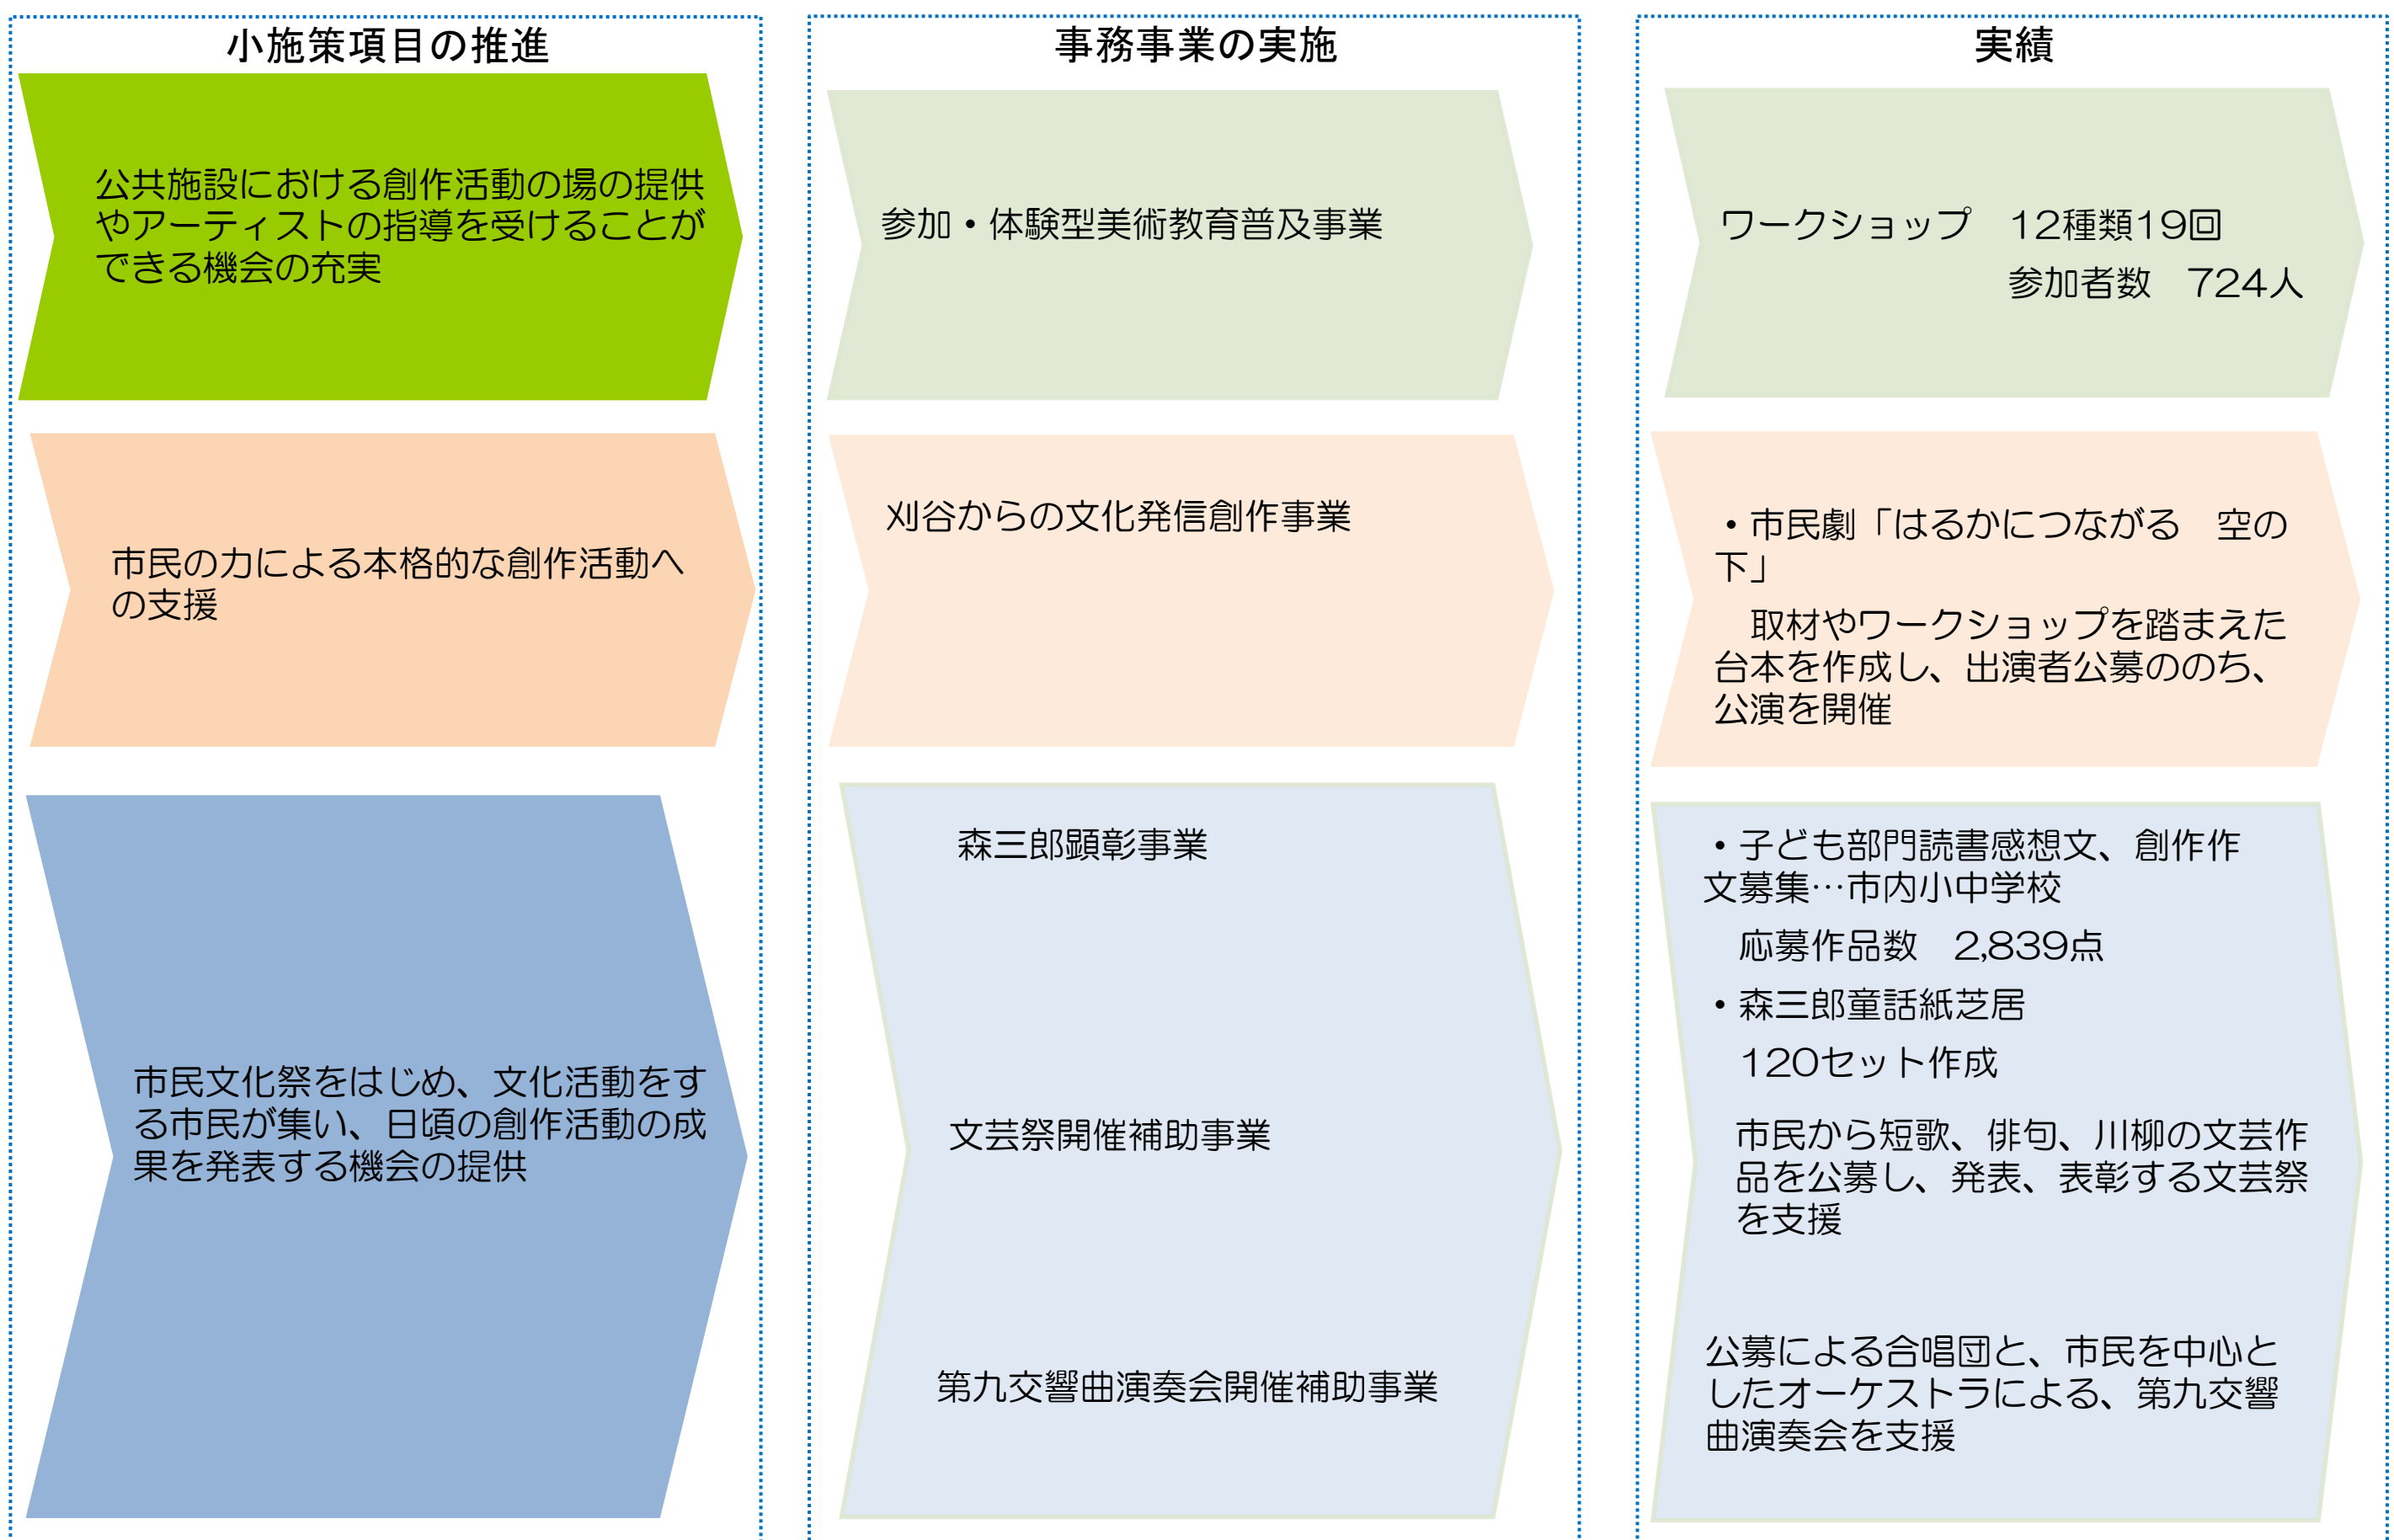 小施策項目の推進
公共施設における創作活動の場の提供
やアーティストの指導を受けることが
できる機会の充実
市民の力による本格的な創作活動へ
の支援
市民文化祭をはじめ、文化活動をす
る市民が集い、日頃の創作活動の成
果を発表する機会の提供
事務事業の実施
参加・体験型美術教育普及事業
刈谷からの文化発信創作事業
森三郎顕彰事業
文芸祭開催補助事業
第九交響曲演奏会開催補助事業
実績
ワークショップ　12種類19回
参加者数　724人
・市民劇「はるかにつながる　空の
下」
取材やワークショップを踏まえた
台本を作成し、出演者公募ののち、
公演を開催
・子ども部門読書感想文、創作作
文募集…市内小中学校
応募作品数　2,839点
・森三郎童話紙芝居
120セット作成
市民から短歌、俳句、川柳の文芸作
品を公募し、発表、表彰する文芸祭
を支援
公募による合唱団と、市民を中心と
したオーケストラによる、第九交響
曲演奏会を支援